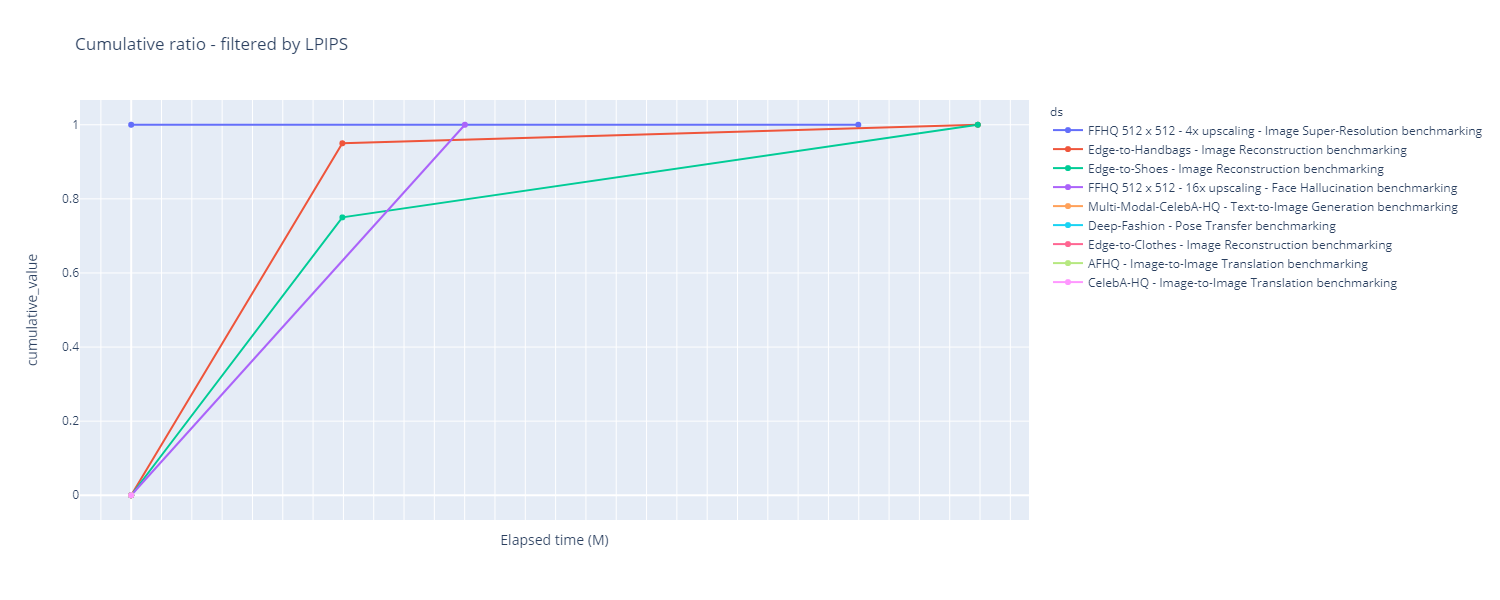 Cumulative ratio - filtered by LPIPS
ds
FFHQ 512 x 512 - 4x upscaling - Image Super-Resolution benchmarking
Edge-to-Handbags - Image Reconstruction benchmarking
Edge-to-Shoes - Image Reconstruction benchmarking
FFHQ 512 x 512 - 16x upscaling - Face Hallucination benchmarking
Multi-Modal-CelebA-HQ - Text-to-Image Generation benchmarking
Deep-Fashion - Pose Transfer benchmarking
Edge-to-Clothes - Image Reconstruction benchmarking
AFHQ - Image-to-Image Translation benchmarking
CelebA-HQ - Image-to-Image Translation benchmarking
1
0.8
0.6
0.4
0.2
0
cumulative_value
Elapsed time (M)